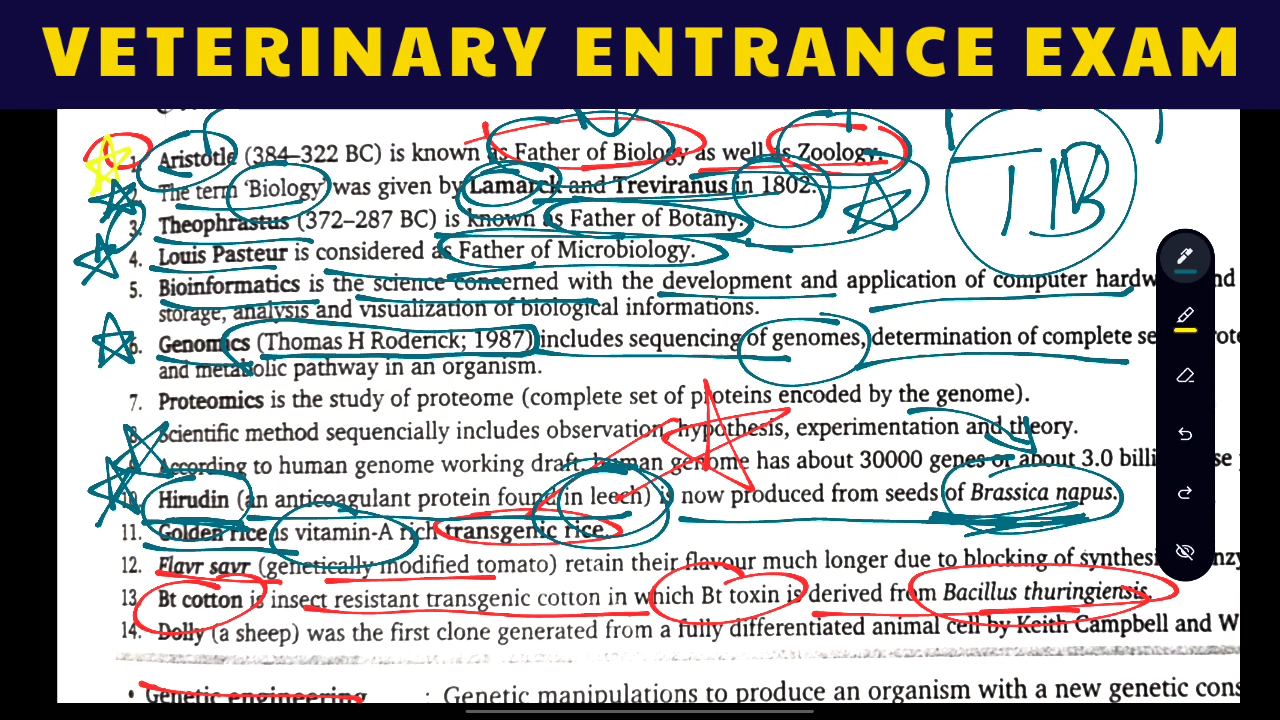 VETERINARY ENTRANCE EXAM
1. Aristotle (384–322 BC) is known as Father of Biology as well as Zoology.
2. The term 'Biology' was given by Lamarck and Treviranus in 1802.
3. Theophrastus (372–287 BC) is known as Father of Botany.
4. Louis Pasteur is considered as Father of Microbiology.
5. Bioinformatics is the science concerned with the development and application of computer hardw
storage, analysis and visualization of biological informations.
6. Genomics (Thomas H Roderick; 1987) includes sequencing of genomes, determination of complete se
and metabolic pathway in an organism.
7. Proteomics is the study of proteome (complete set of proteins encoded by the genome).
8. Scientific method sequencially includes observation, hypothesis, experimentation and theory.
9. According to human genome working draft, human genome has about 30000 genes or about 3.0 billi
10. Hirudin (an anticoagulant protein found in leech) is now produced from seeds of Brassica napus.
11. Golden rice is vitamin-A rich transgenic rice.
12. Flavr savr (genetically modified tomato) retain their flavour much longer due to blocking of synthesi
13. Bt cotton is insect resistant transgenic cotton in which Bt toxin is derived from Bacillus thuringiensis.
14. Dolly (a sheep) was the first clone generated from a fully differentiated animal cell by Keith Campbell and W
• Genetic engineering : Genetic manipulations to produce an organism with a new genetic cons